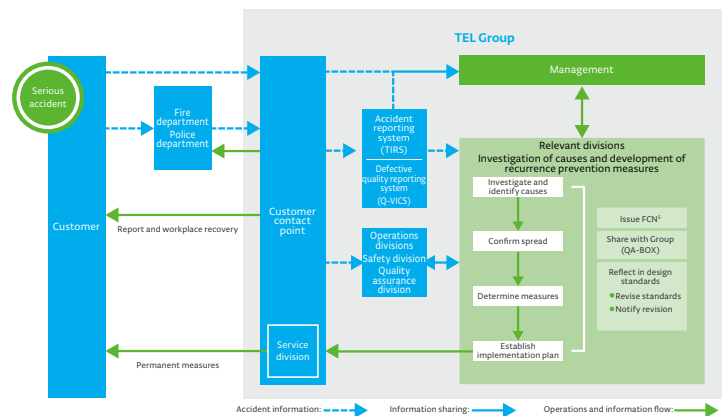 TEL Group
Serious
accident
Management
Fire
department
Police
department
Accident
reporting
system
(TIRS)
Defective
quality reporting
system
(Q-VICS)
Relevant divisions
Investigation of causes and development of
recurrence prevention measures
Investigate and
identify causes
Customer
Report and workplace recovery
Customer
contact
point
Operations
divisions
Safety division
Quality
assurance
division
Confirm spread
Issue FCN5
Share with Group
(QA-BOX)
Reflect in design
standards
●Revise standards
●Notify revision
Determine measures
Permanent measures
Service
division
Establish
implementation plan
Accident information:
Information sharing:
Operations and information flow: